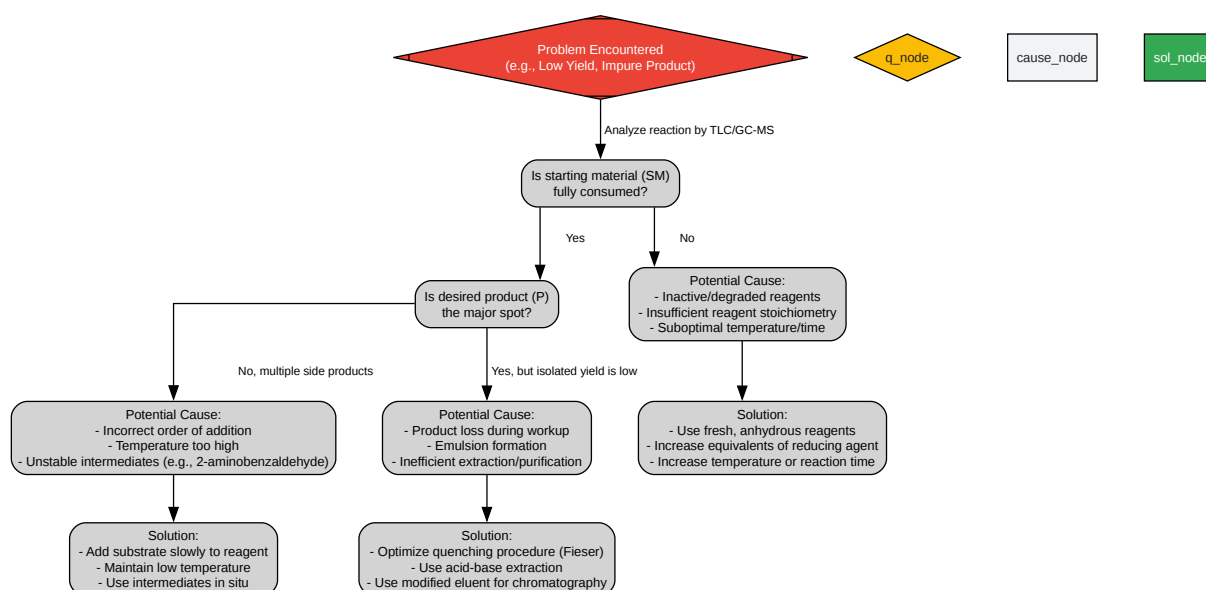 Problem Encountered
(e.g., Low Yield, Impure Product)
q_node
cause_node
sol_node
Analyze reaction by TLC/GC-MS
Is starting material (SM)
fully consumed?
Yes
No
Is desired product (P)
the major spot?
Potential Cause:
- Inactive/degraded reagents
- Insufficient reagent stoichiometry
- Suboptimal temperature/time
No, multiple side products
Yes, but isolated yield is low
Potential Cause:
- Incorrect order of addition
- Temperature too high
- Unstable intermediates (e.g., 2-aminobenzaldehyde)
Potential Cause:
- Product loss during workup
- Emulsion formation
- Inefficient extraction/purification
Solution:
- Use fresh, anhydrous reagents
- Increase equivalents of reducing agent
- Increase temperature or reaction time
Solution:
- Add substrate slowly to reagent
- Maintain low temperature
- Use intermediates in situ
Solution:
- Optimize quenching procedure (Fieser)
- Use acid-base extraction
- Use modified eluent for chromatography